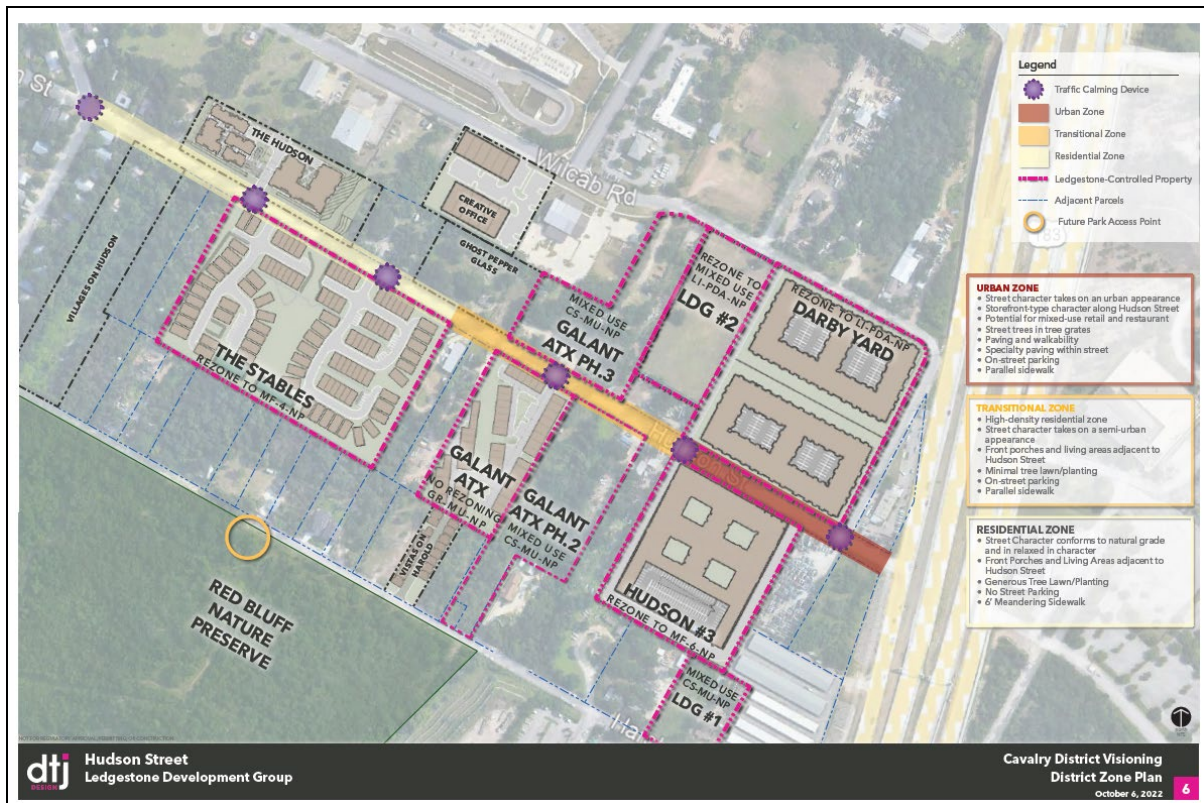 Legend
Traffic Calming Device
Urban Zone
Transitional Zone
Residential Zone
Ledgestone-Controlled Property
Adjacent Parcels
Future Park Access Point
183
URBAN ZONE
• Street character takes on an urban appearance
• Storefront-type character along Hudson Street
• Potential for mixed-use retail and restaurant
• Street trees in tree grates
• Paving and walkability
• Specialty paving within street
• On-street parking
• Parallel sidewalk
TRANSITIONAL ZONE
• High-density residential zone
• Street character takes on a semi-urban
appearance
• Front porches and living areas adjacent to
Hudson Street
• Minimal tree lawn/planting
• On-street parking
• Parallel sidewalk
RESIDENTIAL ZONE
• Street Character conforms to natural grade
and in relaxed in character
• Front Porches and Living Areas adjacent to
Hudson Street
• Generous Tree Lawn/Planting
• No Street Parking
• 6' Meandering Sidewalk
n St
THE HUDSON
Wilcab Rd
CREATIVE
OFFICE
GHOST PEPPER
GLASS
VILLAGES ON HUDSON
THE STABLES
REZONE TO MF-4-NP
MIXED USE
CS-MU-NP
GALANT
ATX PH.3
REZONE TO
MIXED USE
LI-PDA-NP
LDG #2
REZONE TO LI-PDA-NP
DARBY YARD
Hudson St
GALANT
ATX
NO REZONING
GR-MU-NP
GALANT
ATX PH.2
MIXED USE
CS-MU-NP
VISTAS ON
HAROLD
HUDSON #3
REZONE TO MF-6-NP
MIXED USE
CS-MU-NP
LDG #1
Har
RED BLUFF
NATURE
PRESERVE
dtj
DESIGN
Hudson Street
Ledgestone Development Group
Cavalry District Visioning
District Zone Plan
October 6, 2022
6